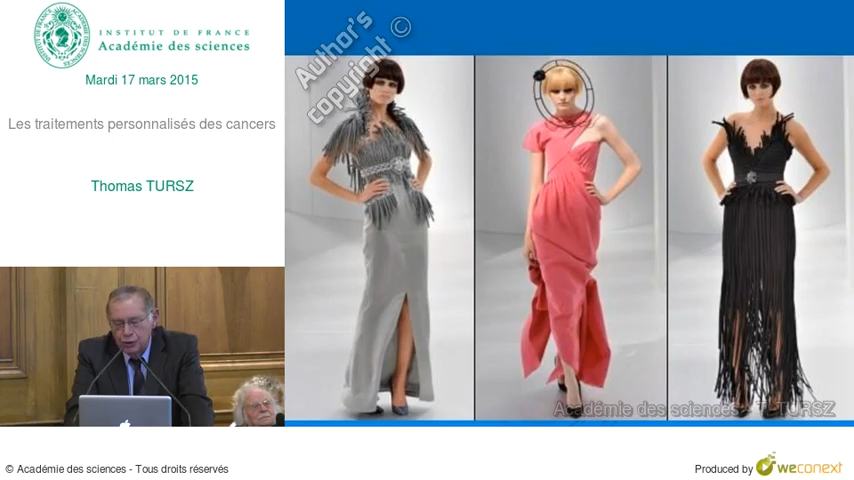 INSTITUT DE FRANCE
Académie des sciences
Mardi 17 mars 2015
Les traitements personnalisés des cancers
Thomas TURSZ
Author's
copyright ©
Académie des sciences - T. TURSZ
© Académie des sciences - Tous droits réservés
Produced by weconext